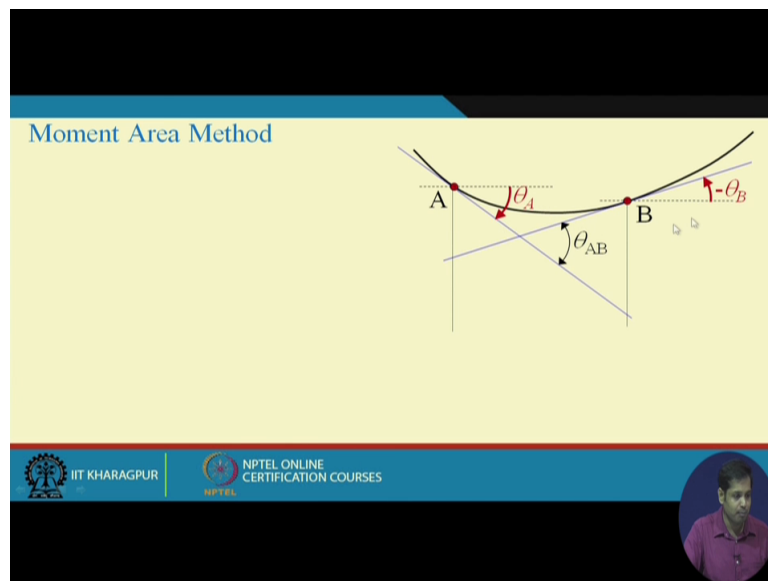 Moment Area Method
A
θA
B
-θB
θAB
IIT KHARAGPUR
NPTEL
NPTEL ONLINE
CERTIFICATION COURSES